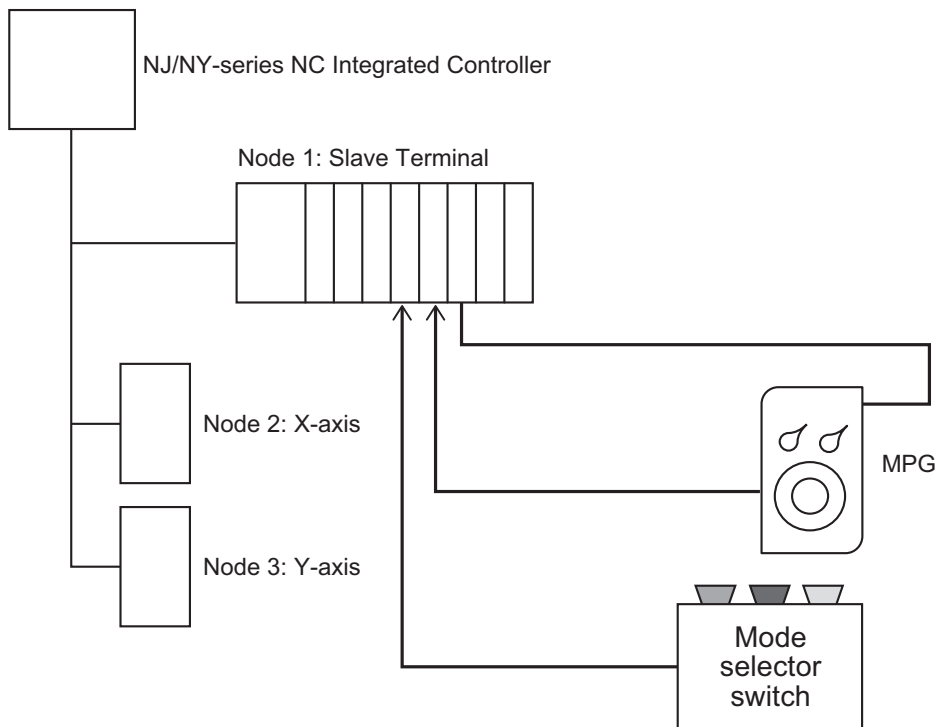 NJ/NY-series NC Integrated Controller
Node 1: Slave Terminal
Node 2: X-axis
MPG
Node 3: Y-axis
Mode
selector
switch